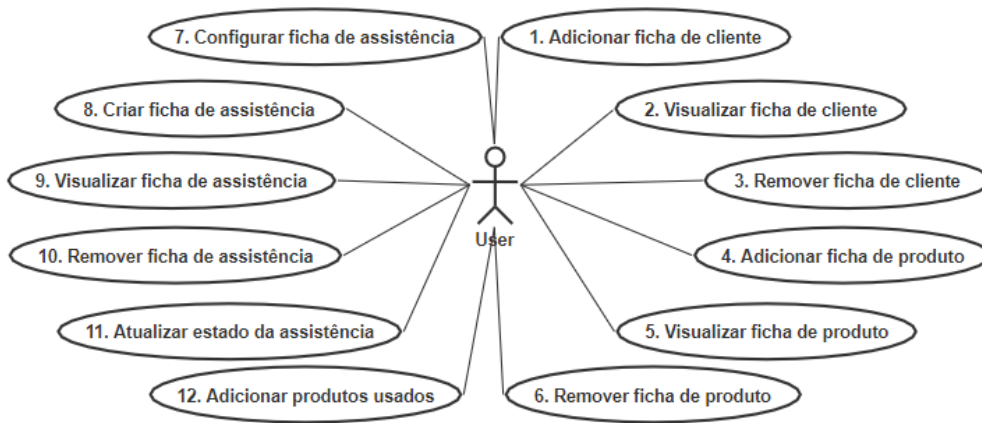 7. Configurar ficha de assistência
1. Adicionar ficha de cliente
8. Criar ficha de assistência
2. Visualizar ficha de cliente
9. Visualizar ficha de assistência
3. Remover ficha de cliente
User
10. Remover ficha de assistência
4. Adicionar ficha de produto
11. Atualizar estado da assistência
5. Visualizar ficha de produto
12. Adicionar produtos usados
6. Remover ficha de produto